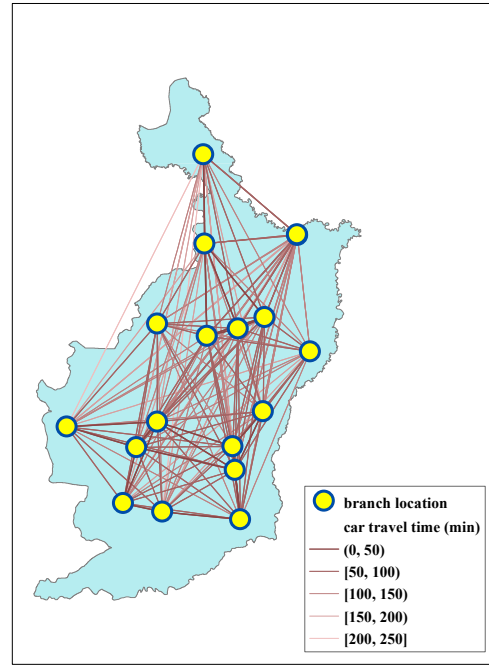 branch location
car travel time (min)
(0, 50)
[50, 100)
[100, 150)
[150, 200)
[200, 250]